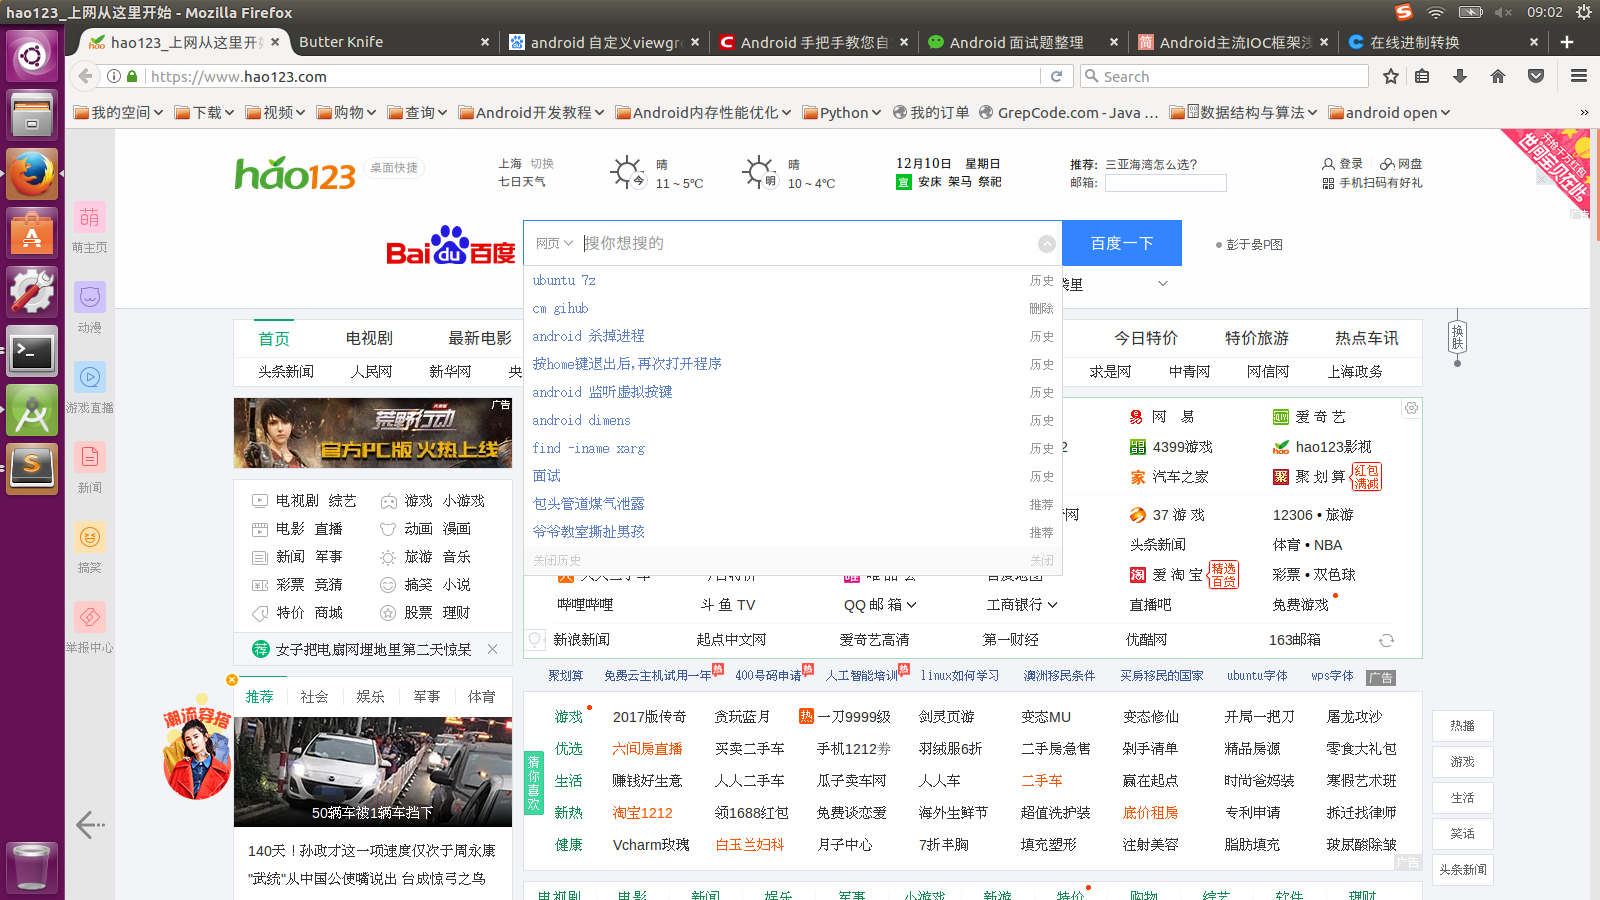 hao123_上网从这里开始 - Mozilla Firefox
09:02
hao123_上网从这里开始
Butter Knife
android 自定义viewgro
Android 手把手教您自
Android 面试题整理
Android主流IOC框架浅
在线进制转换
https://www.hao123.com
Search
我的空间
下载
视频
购物
查询
Android开发教程
Android内存性能优化
Python
我的订单
GrepCode.com - Java ...
数据结构与算法
android open
hao123
桌面快捷
上海 切换
七日天气
今
晴
11 ~ 5℃
明
晴
10 ~ 4℃
12月10日 星期日
宜 安床 架马 祭祀
推荐: 三亚海湾怎么选?
邮箱:
登录
网盘
手机扫码有好礼
Bai 百度
网页
搜你想搜的
百度一下
彭于晏P图
ubuntu 7z 历史
cm gihub 删除
android 杀掉进程 历史
按home键退出后,再次打开程序 历史
android 监听虚拟按键 历史
android dimens 历史
find -iname xarg 历史
面试 历史
包头管道煤气泄露 推荐
爷爷教室撕扯男孩 推荐
关闭历史 关闭
萌
萌主页
动漫
游戏直播
新闻
搞笑
举报中心
换肤
首页 电视剧 最新电影 今日特价 特价旅游 热点车讯
头条新闻 人民网 新华网 央 求是网 中青网 网信网 上海政务
荒野行动
官方PC版 火热上线
广告
网 易 爱奇艺
4399游戏 hao123影视
汽车之家 聚划算 红包满减
37游戏 12306 • 旅游
头条新闻 体育 • NBA
爱淘宝 精选百货 彩票 • 双色球
哔哩哔哩 斗鱼TV QQ邮箱 工商银行 直播吧 免费游戏
新浪新闻 起点中文网 爱奇艺高清 第一财经 优酷网 163邮箱
电视剧 综艺 游戏 小游戏
电影 直播 动画 漫画
新闻 军事 旅游 音乐
彩票 竞猜 搞笑 小说
特价 商城 股票 理财
荐 女子把电扇网埋地里第二天惊呆
聚划算 免费云主机试用一年 热 400号码申请 热 人工智能培训 热 linux如何学习 澳洲移民条件 买房移民的国家 ubuntu字体 wps字体 广告
推荐 社会 娱乐 军事 体育
潮流穿搭
50辆车被1辆车挡下
140天！孙政才这一项速度仅次于周永康
"武统"从中国公使嘴说出 台成惊弓之鸟
猜你喜欢
游戏 2017版传奇 贪玩蓝月 热 一刀9999级 剑灵页游 变态MU 变态修仙 开局一把刀 屠龙攻沙
优选 六间房直播 买卖二手车 手机1212券 羽绒服6折 二手房急售 剁手清单 精品房源 零食大礼包
生活 赚钱好生意 人人二手车 瓜子卖车网 人人车 二手车 赢在起点 时尚爸妈装 寒假艺术班
新热 淘宝1212 领1688红包 免费谈恋爱 海外生鲜节 超值洗护装 底价租房 专利申请 拆迁找律师
健康 Vcharm玫瑰 白玉兰妇科 月子中心 7折丰胸 填充塑形 注射美容 脂肪填充 玻尿酸除皱
广告
电视剧 电影 新闻 娱乐 军事 小游戏 新游 特价 购物 综艺 软件 理财
热播
游戏
生活
笑话
头条新闻